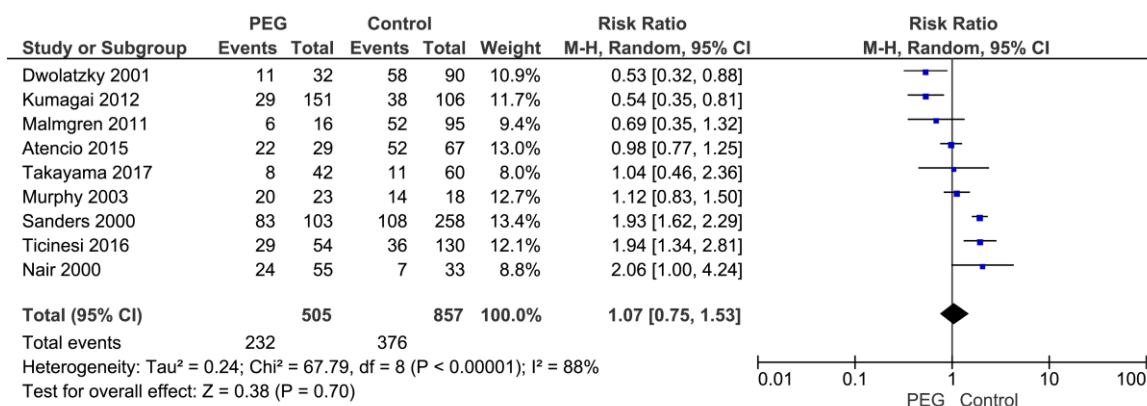 PEG Control Risk Ratio Risk Ratio
Study or Subgroup Events Total Events Total Weight M-H, Random, 95% CI M-H, Random, 95% CI
Dwolatzky 2001 11 32 58 90 10.9% 0.53 [0.32, 0.88]
Kumagai 2012 29 151 38 106 11.7% 0.54 [0.35, 0.81]
Malmgren 2011 6 16 52 95 9.4% 0.69 [0.35, 1.32]
Atencio 2015 22 29 52 67 13.0% 0.98 [0.77, 1.25]
Takayama 2017 8 42 11 60 8.0% 1.04 [0.46, 2.36]
Murphy 2003 20 23 14 18 12.7% 1.12 [0.83, 1.50]
Sanders 2000 83 103 108 258 13.4% 1.93 [1.62, 2.29]
Ticinesi 2016 29 54 36 130 12.1% 1.94 [1.34, 2.81]
Nair 2000 24 55 7 33 8.8% 2.06 [1.00, 4.24]
Total (95% CI) 505 857 100.0% 1.07 [0.75, 1.53]
Total events 232 376
Heterogeneity: Tau² = 0.24; Chi² = 67.79, df = 8 (P < 0.00001); I² = 88%
Test for overall effect: Z = 0.38 (P = 0.70)
0.01 0.1 1 10 100
PEG Control